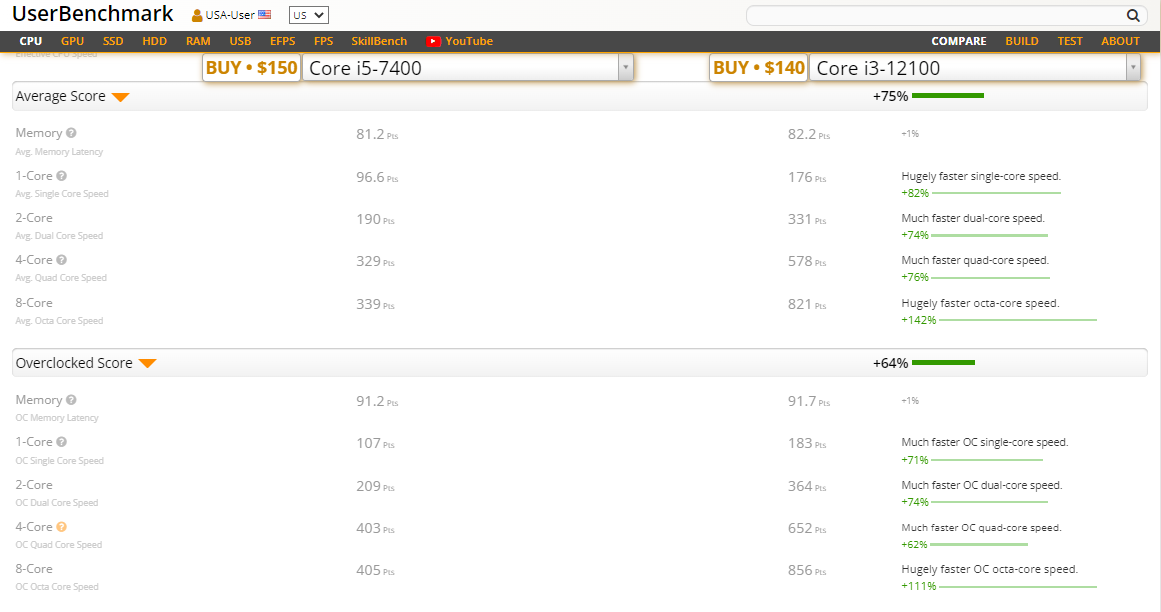 UserBenchmark USA-User US
CPU GPU SSD HDD RAM USB EFPS FPS SkillBench YouTube COMPARE BUILD TEST ABOUT
Effective CPU Speed
BUY • $150 Core i5-7400 BUY • $140 Core i3-12100
Average Score +75%
Memory ? 81.2 Pts 82.2 Pts +1%
Avg. Memory Latency
1-Core ? 96.6 Pts 176 Pts Hugely faster single-core speed.
Avg. Single Core Speed +82%
2-Core 190 Pts 331 Pts Much faster dual-core speed.
Avg. Dual Core Speed +74%
4-Core ? 329 Pts 578 Pts Much faster quad-core speed.
Avg. Quad Core Speed +76%
8-Core 339 Pts 821 Pts Hugely faster octa-core speed.
Avg. Octa Core Speed +142%
Overclocked Score +64%
Memory ? 91.2 Pts 91.7 Pts +1%
OC Memory Latency
1-Core ? 107 Pts 183 Pts Much faster OC single-core speed.
OC Single Core Speed +71%
2-Core 209 Pts 364 Pts Much faster OC dual-core speed.
OC Dual Core Speed +74%
4-Core ? 403 Pts 652 Pts Much faster OC quad-core speed.
OC Quad Core Speed +62%
8-Core 405 Pts 856 Pts Hugely faster OC octa-core speed.
OC Octa Core Speed +111%